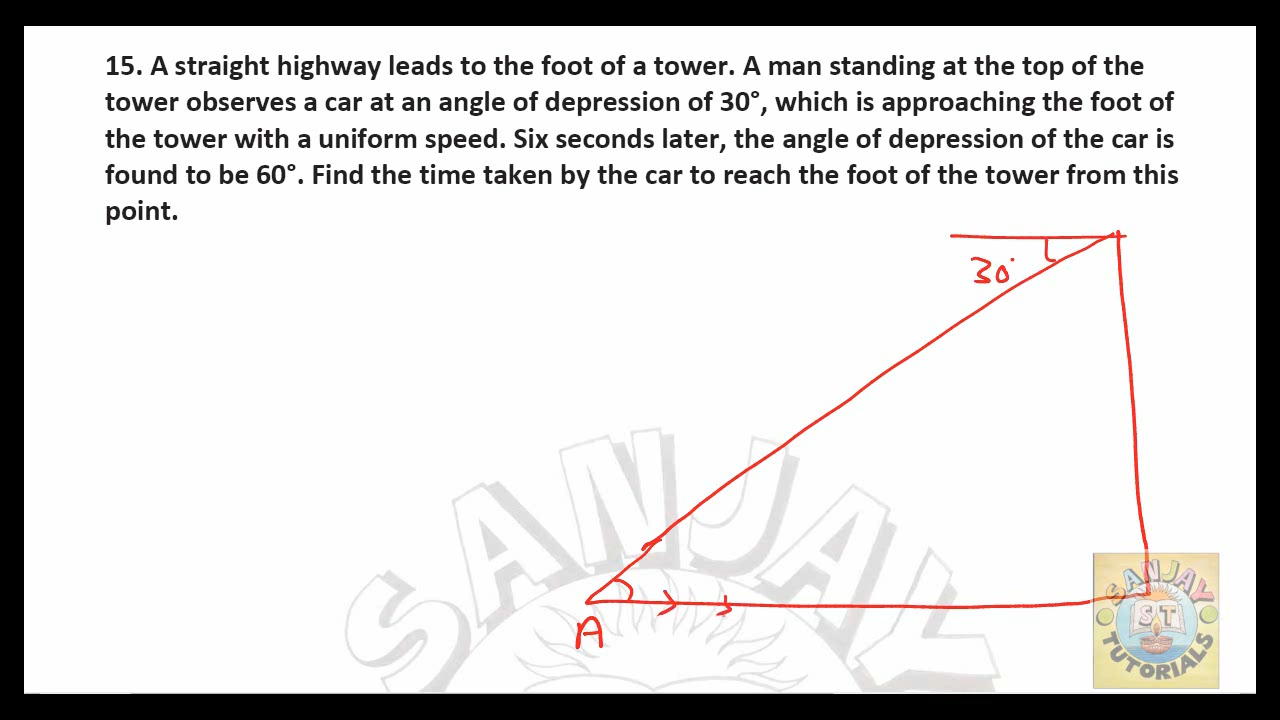 15. A straight highway leads to the foot of a tower. A man standing at the top of the
tower observes a car at an angle of depression of 30°, which is approaching the foot of
the tower with a uniform speed. Six seconds later, the angle of depression of the car is
found to be 60°. Find the time taken by the car to reach the foot of the tower from this
point.
30°
A
SANJAY
SANJAY
S T
TUTORIALS